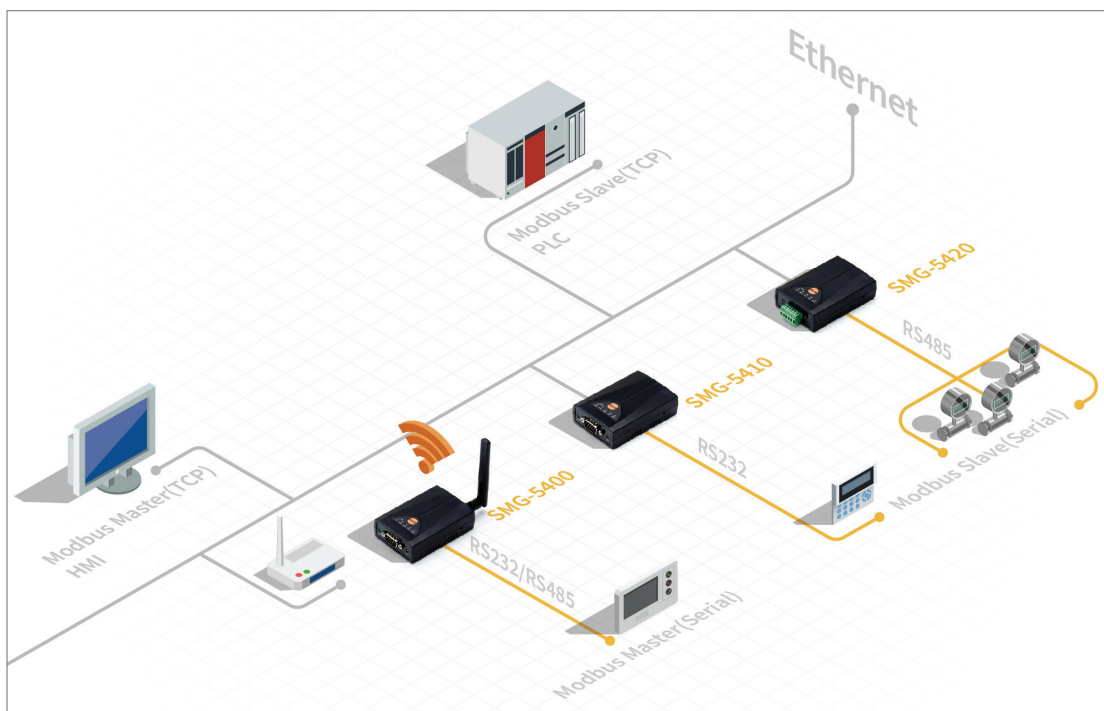 Ethernet
Modbus Slave(TCP)
PLC
SMG-5420
RS485
SMG-5410
RS232
Modbus Slave(Serial)
SMG-5400
RS232/RS485
Modbus Master(TCP)
HMI
Modbus Master(Serial)